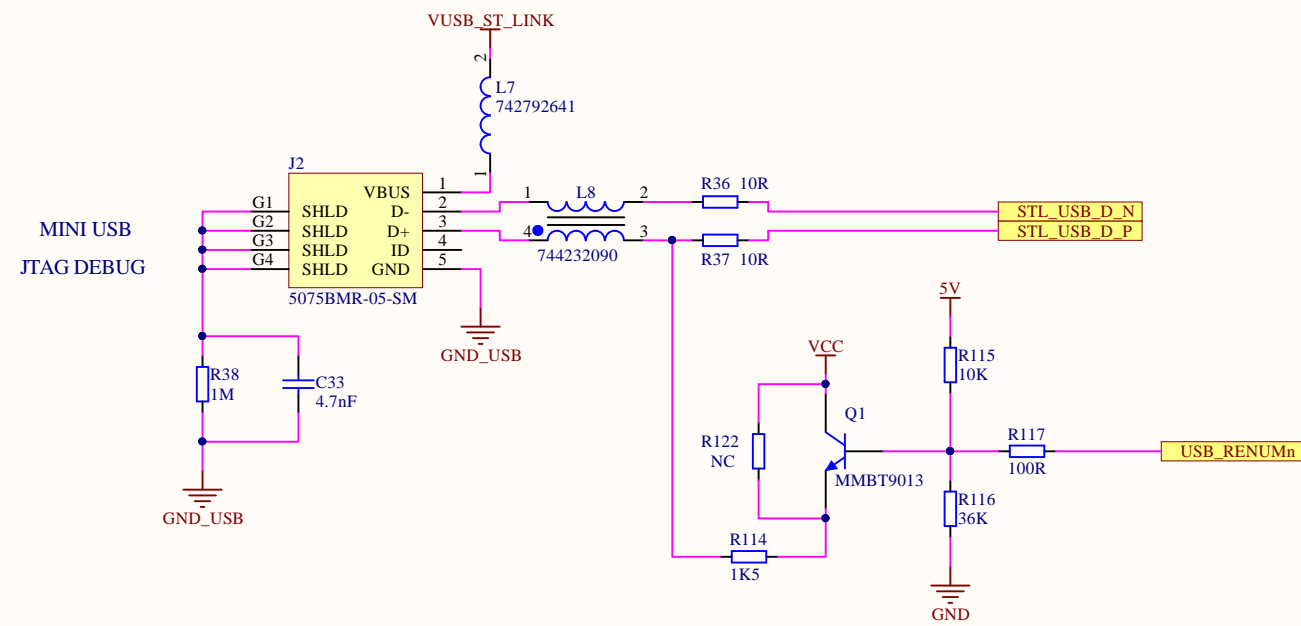 VUSB_ST_LINK
2
L7
742792641
1
J2
VBUS 1
G1 SHLD D- 2
G2 SHLD D+ 3
G3 SHLD ID 4
G4 SHLD GND 5
5075BMR-05-SM
MINI USB
JTAG DEBUG
1 L8 2
4 3
744232090
R36 10R
R37 10R
STL_USB_D_N
STL_USB_D_P
GND_USB
R38
1M
C33
4.7nF
GND_USB
5V
R115
10K
VCC
Q1
R122
NC
MMBT9013
R117
100R
USB_RENUMn
R116
36K
R114
1K5
GND